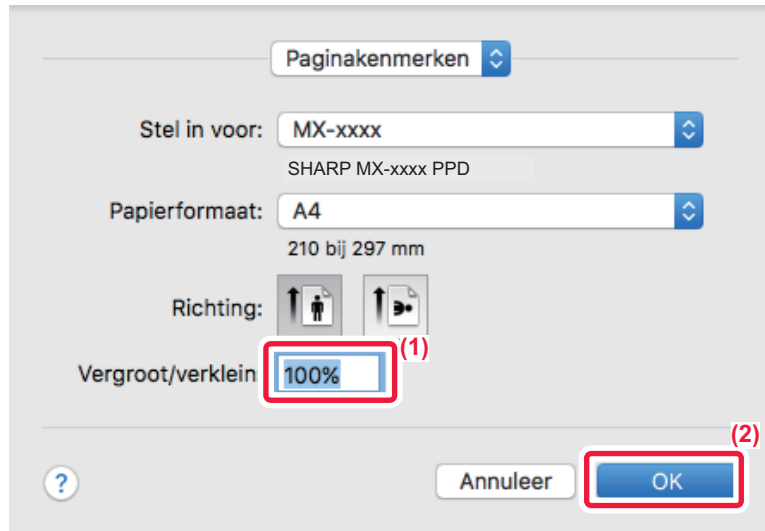 Paginakenmerken
Stel in voor: MX-xxxx
SHARP MX-xxxx PPD
Papierformaat: A4
210 bij 297 mm
Richting:
(1)
Vergroot/verklein 100%
(2)
? Annuleer OK